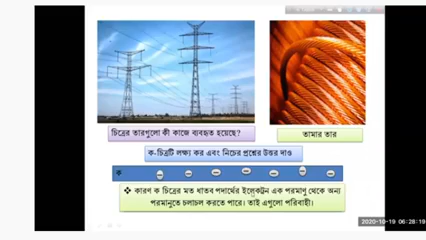 চিত্রের তারগুলো কী কাজে ব্যবহৃত হয়েছে?
তামার তার
ক-চিত্রটি লক্ষ্য কর এবং নিচের প্রশ্নের উত্তর দাও
ক
❖ কারণ ক চিত্রের মত ধাতব পদার্থের ইলেকট্রন এক পরমাণু থেকে অন্য
পরমানুতে চলাচল করতে পারে। তাই এগুলো পরিবাহী।
2020-10-19 06:28:19